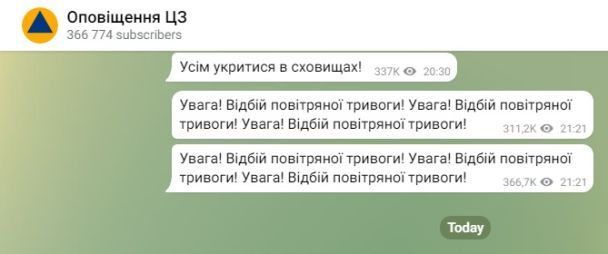 Оповіщення ЦЗ
366 774 subscribers
Усім укритися в сховищах!
337K 20:30
Увага! Відбій повітряної тривоги! Увага! Відбій повітряної
тривоги! Увага! Відбій повітряної тривоги!
311,2K 21:21
Увага! Відбій повітряної тривоги! Увага! Відбій повітряної
тривоги! Увага! Відбій повітряної тривоги!
366,7K 21:21
Today